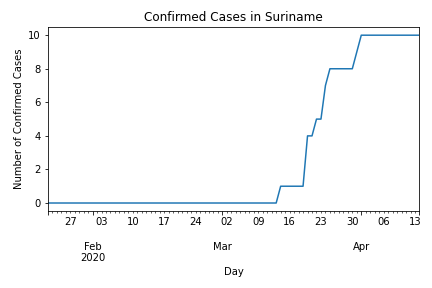 Confirmed Cases in Suriname
Number of Confirmed Cases
10
8
6
4
2
0
27 03 10 17 24 02 09 16 23 30 06 13
Feb Mar Apr
2020
Day